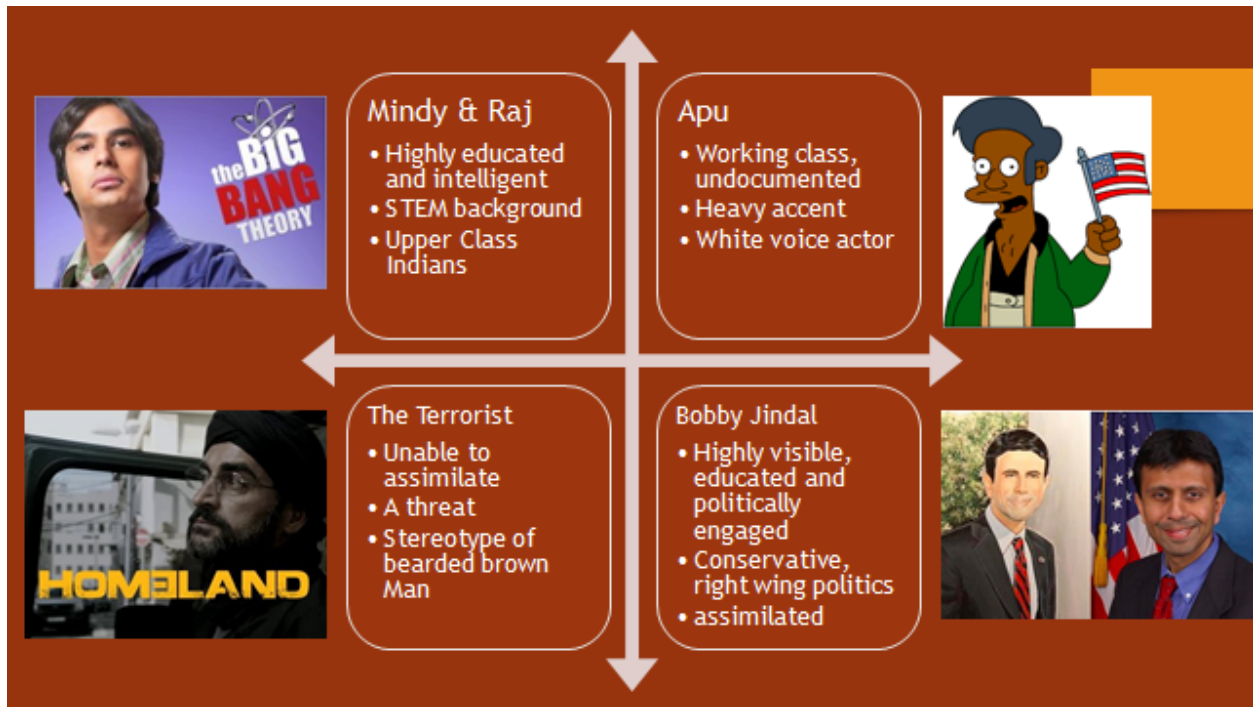 the BIG
BANG
THEORY
Mindy & Raj
• Highly educated
and intelligent
• STEM background
• Upper Class
Indians
Apu
• Working class,
undocumented
• Heavy accent
• White voice actor
HOMELAND
The Terrorist
• Unable to
assimilate
• A threat
• Stereotype of
bearded brown
Man
Bobby Jindal
• Highly visible,
educated and
politically
engaged
• Conservative,
right wing politics
• assimilated